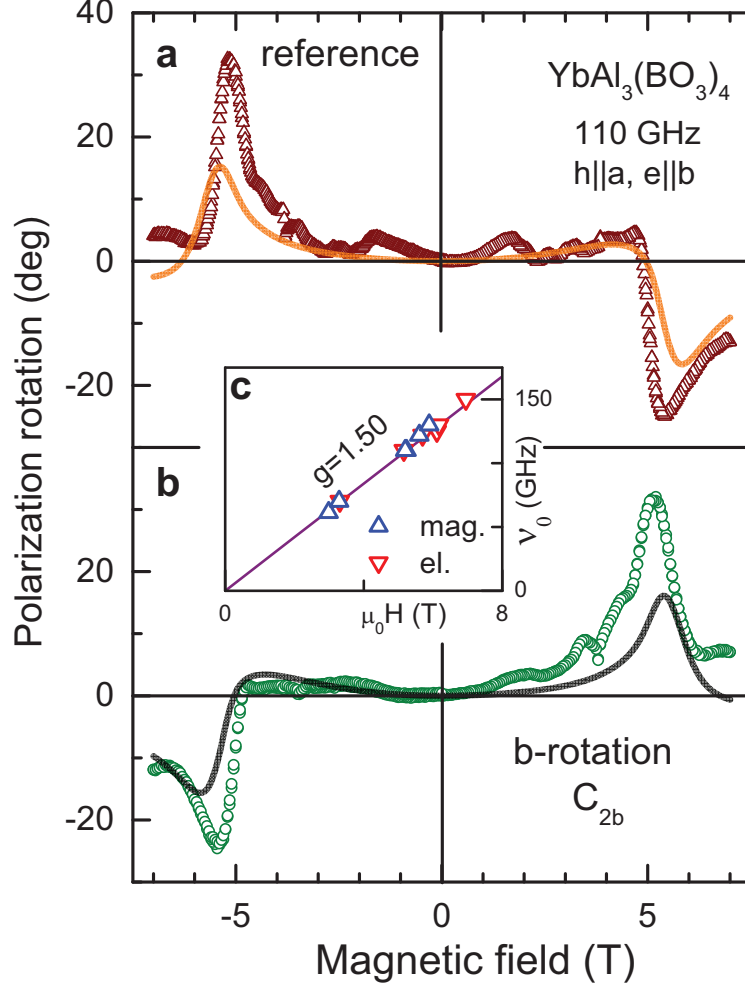 40
a
reference
YbAl₃(BO₃)₄
110 GHz
h||a, e||b
20
0
-20
Polarization rotation (deg)
c
g=1.50
150
ν₀ (GHz)
0
mag.
el.
0
μ₀H (T)
8
b
20
0
-20
b-rotation
C₂b
-5
0
5
Magnetic field (T)